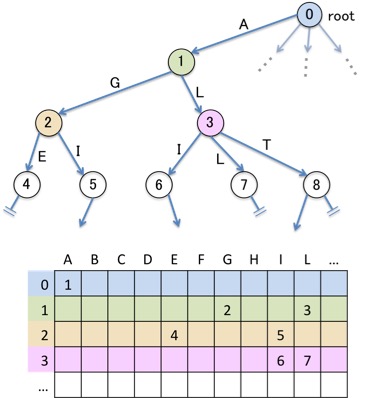 0 root
A
1
G L
2 3
E I I L T
4 5 6 7 8
A B C D E F G H I L ...
0 1
1 2 3
2 4 5
3 6 7
...